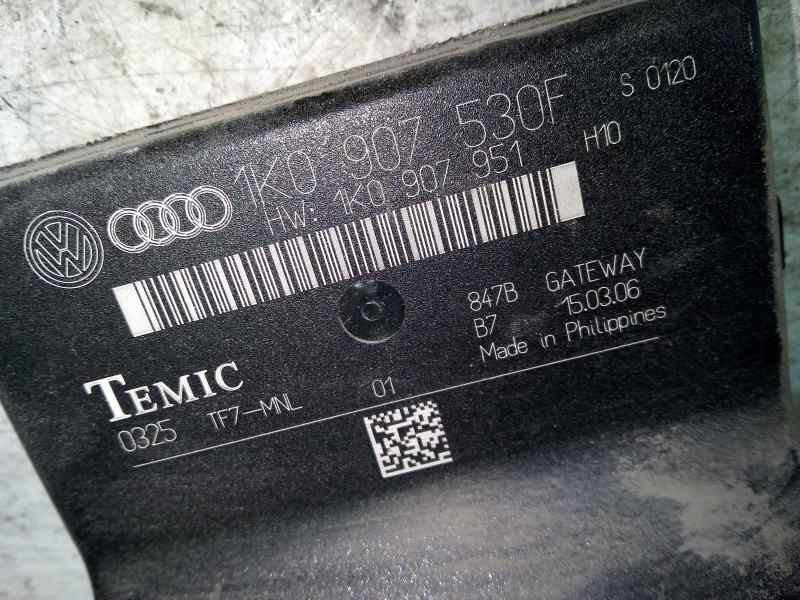 1K0 907 530F S 0120
HW: 1K0 907 951 H10
847B GATEWAY
B7 15.03.06
Made in Philippines
TEMIC
0325 TF7-MNL 01